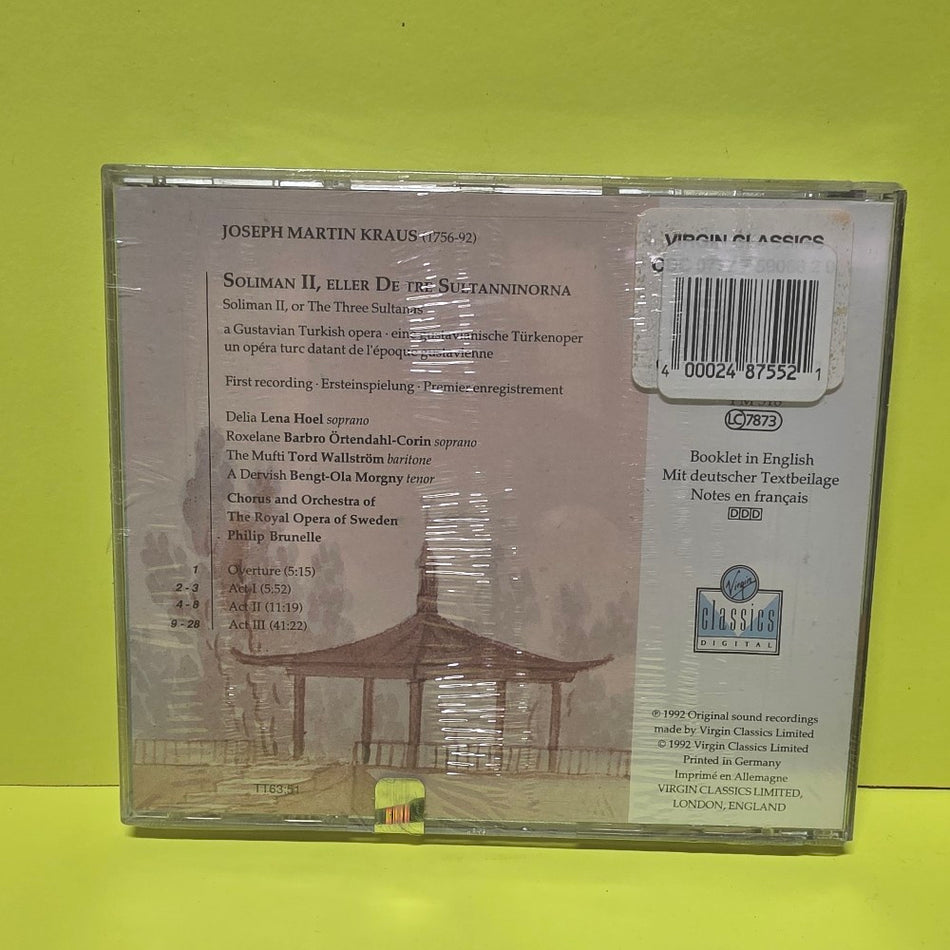 JOSEPH MARTIN KRAUS (1756-92)
SOLIMAN II, ELLER DE TRE SULTANNINORNA
Soliman II, or The Three Sultanas
a Gustavian Turkish opera · eine gustavianische Türkenoper
un opéra turc datant de l'époque gustavienne
First recording · Ersteinspielung · Premier enregistrement
Delia Lena Hoel soprano
Roxelane Barbro Örtendahl-Corin soprano
The Mufti Tord Wallström baritone
A Dervish Bengt-Ola Morgny tenor
Chorus and Orchestra of
The Royal Opera of Sweden
Philip Brunelle
1 Overture (5:15)
2 - 3 Act I (5:52)
4 - 8 Act II (11:19)
9 - 28 Act III (41:22)
TT63:51
VIRGIN CLASSICS
4 00024 87552 1
LC 7873
Booklet in English
Mit deutscher Textbeilage
Notes en français
DDD
Virgin
classics
DIGITAL
℗ 1992 Original sound recordings
made by Virgin Classics Limited
© 1992 Virgin Classics Limited
Printed in Germany
Imprimé en Allemagne
VIRGIN CLASSICS LIMITED,
LONDON, ENGLAND